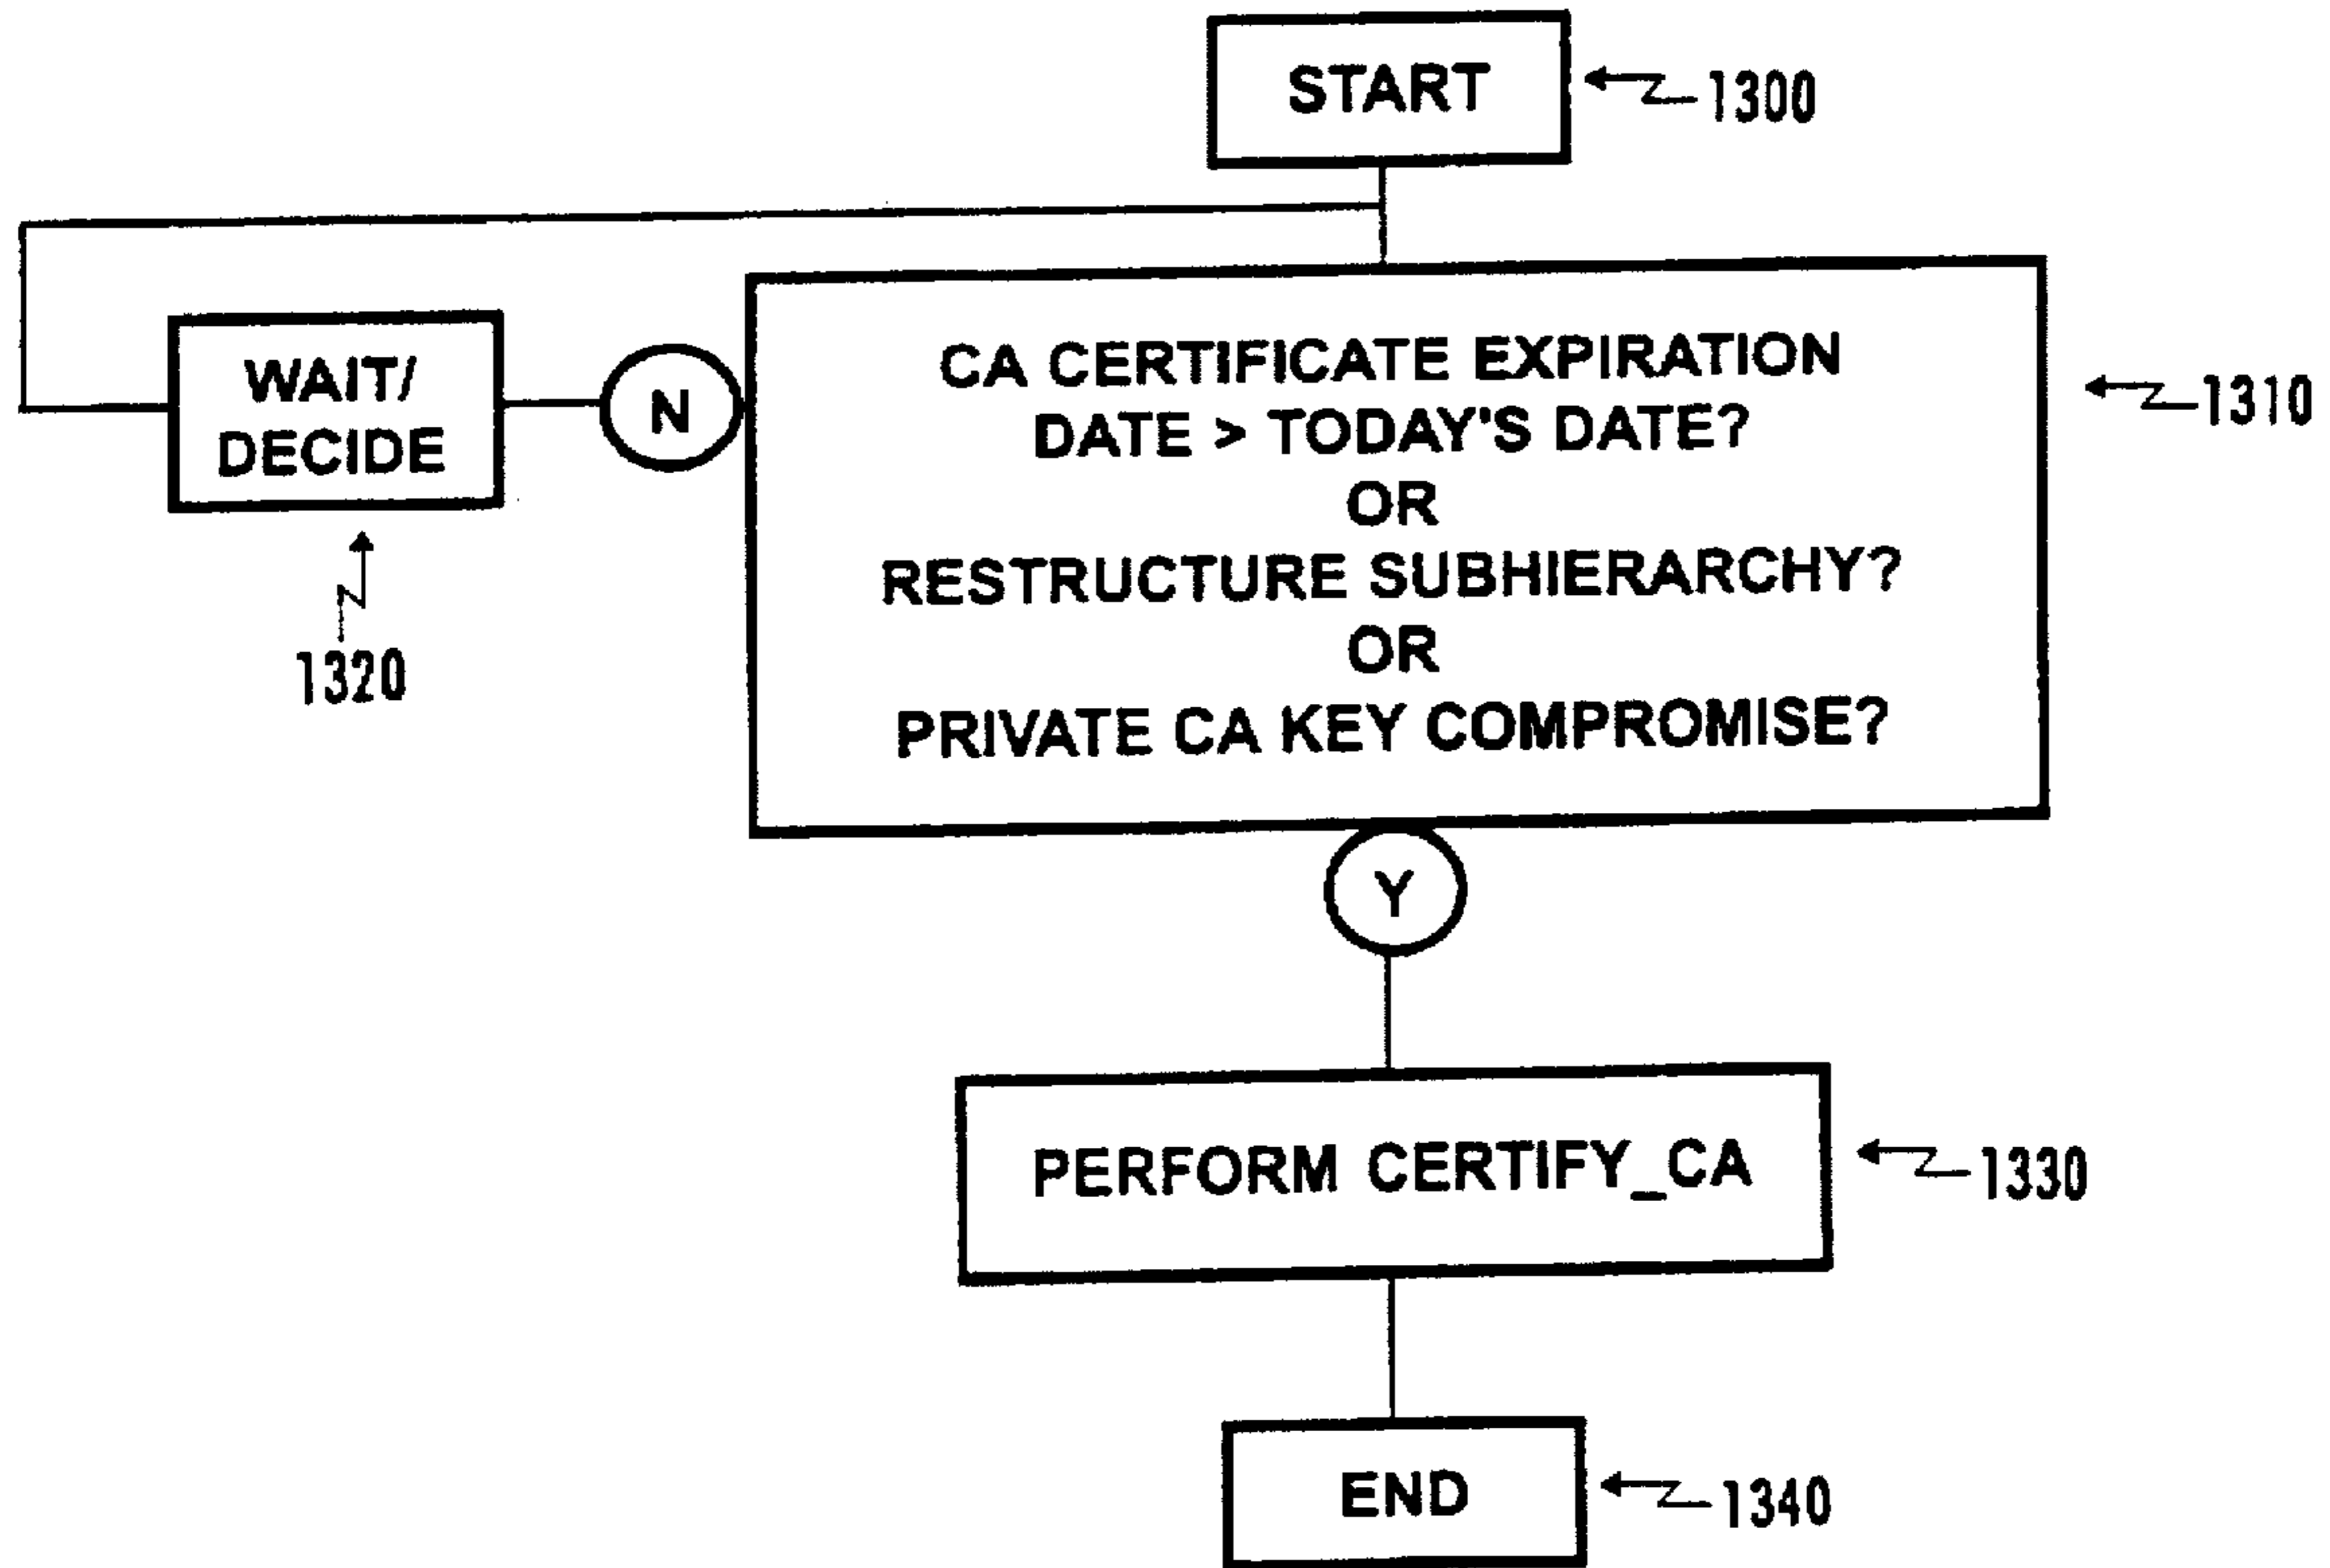 START
1300
CA CERTIFICATE EXPIRATION
DATE > TODAY'S DATE?
OR
RESTRUCTURE SUBHIERARCHY?
OR
PRIVATE CA KEY COMPROMISE?
1310
N
WAIT/
DECIDE
1320
Y
PERFORM CERTIFY_CA
1330
END
1340